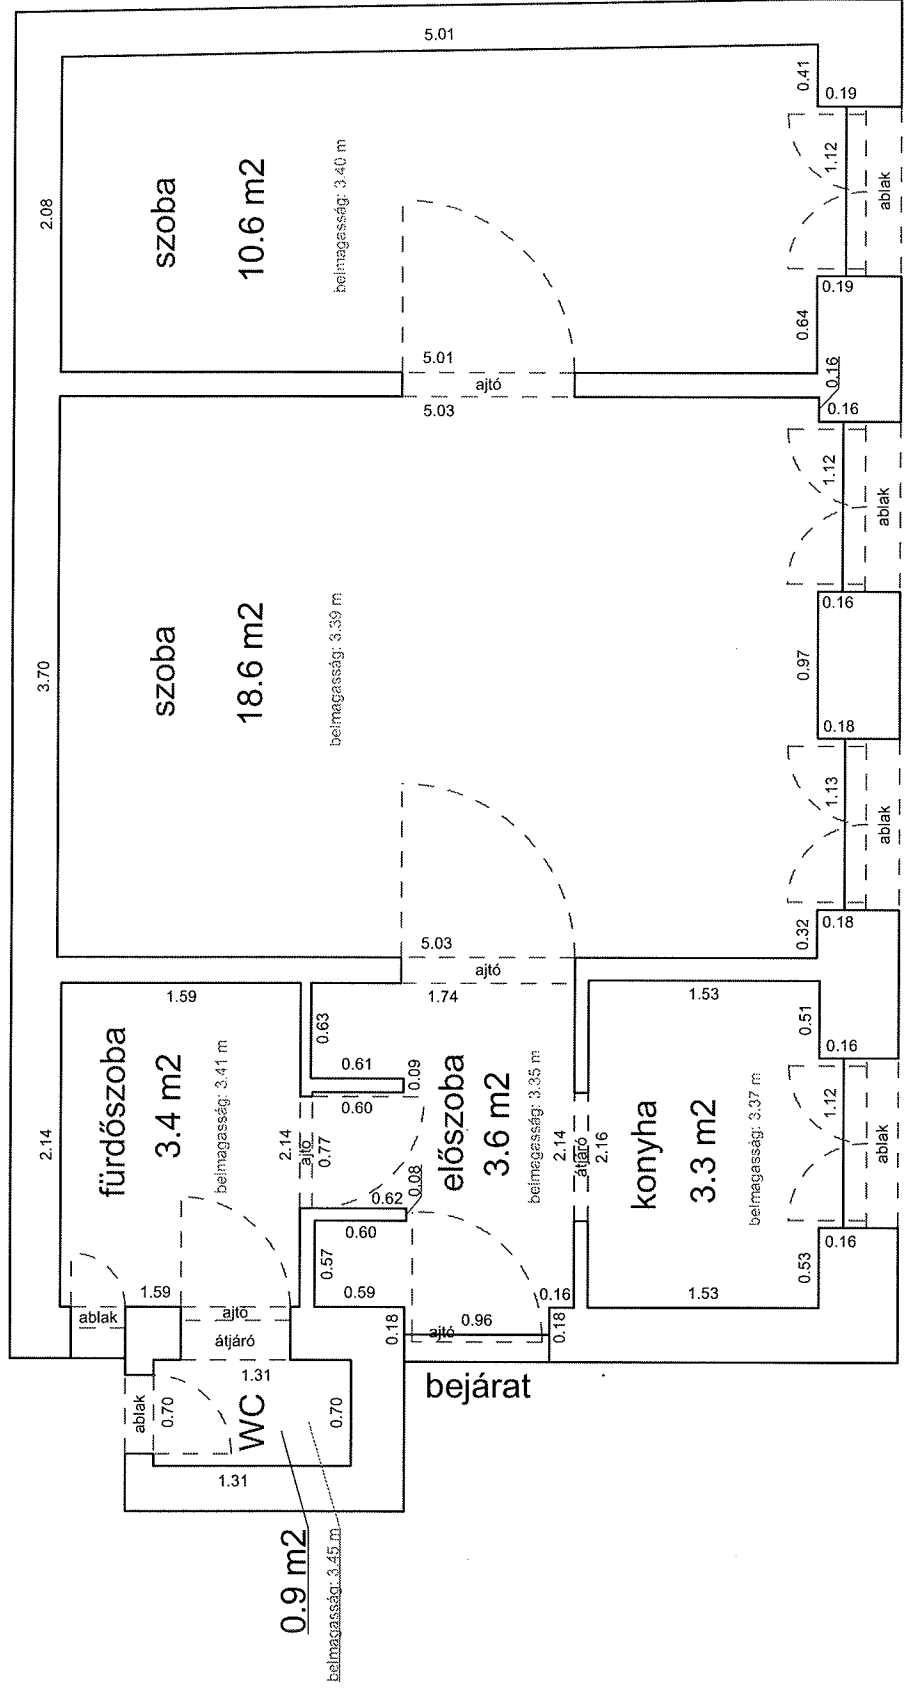 5.01
0.41
0.19
2.08
szoba
10.6 m2
belmagasság: 3.40 m
1.12
ablak
0.19
0.64
5.01
ajtó
5.03
0.16
0.16
1.12
ablak
3.70
szoba
18.6 m2
belmagasság: 3.39 m
0.16
0.97
0.18
1.13
ablak
0.18
0.32
5.03
ajtó
1.74
1.59
1.53
0.51
0.16
0.63
0.61
0.09
0.60
2.14
fürdőszoba
3.4 m2
belmagasság: 3.41 m
2.14
ajtó
0.77
előszoba
3.6 m2
belmagasság: 3.35 m
2.14
átjáró
2.16
konyha
3.3 m2
belmagasság: 3.37 m
1.12
ablak
0.62
0.08
0.60
0.57
0.16
0.53
1.59
0.59
0.16
1.53
ablak
ajtó
átjáró
0.18
ajtó
0.96
0.18
1.31
bejárat
ablak
0.70
WC
0.70
1.31
0.9 m2
belmagasság: 3.45 m